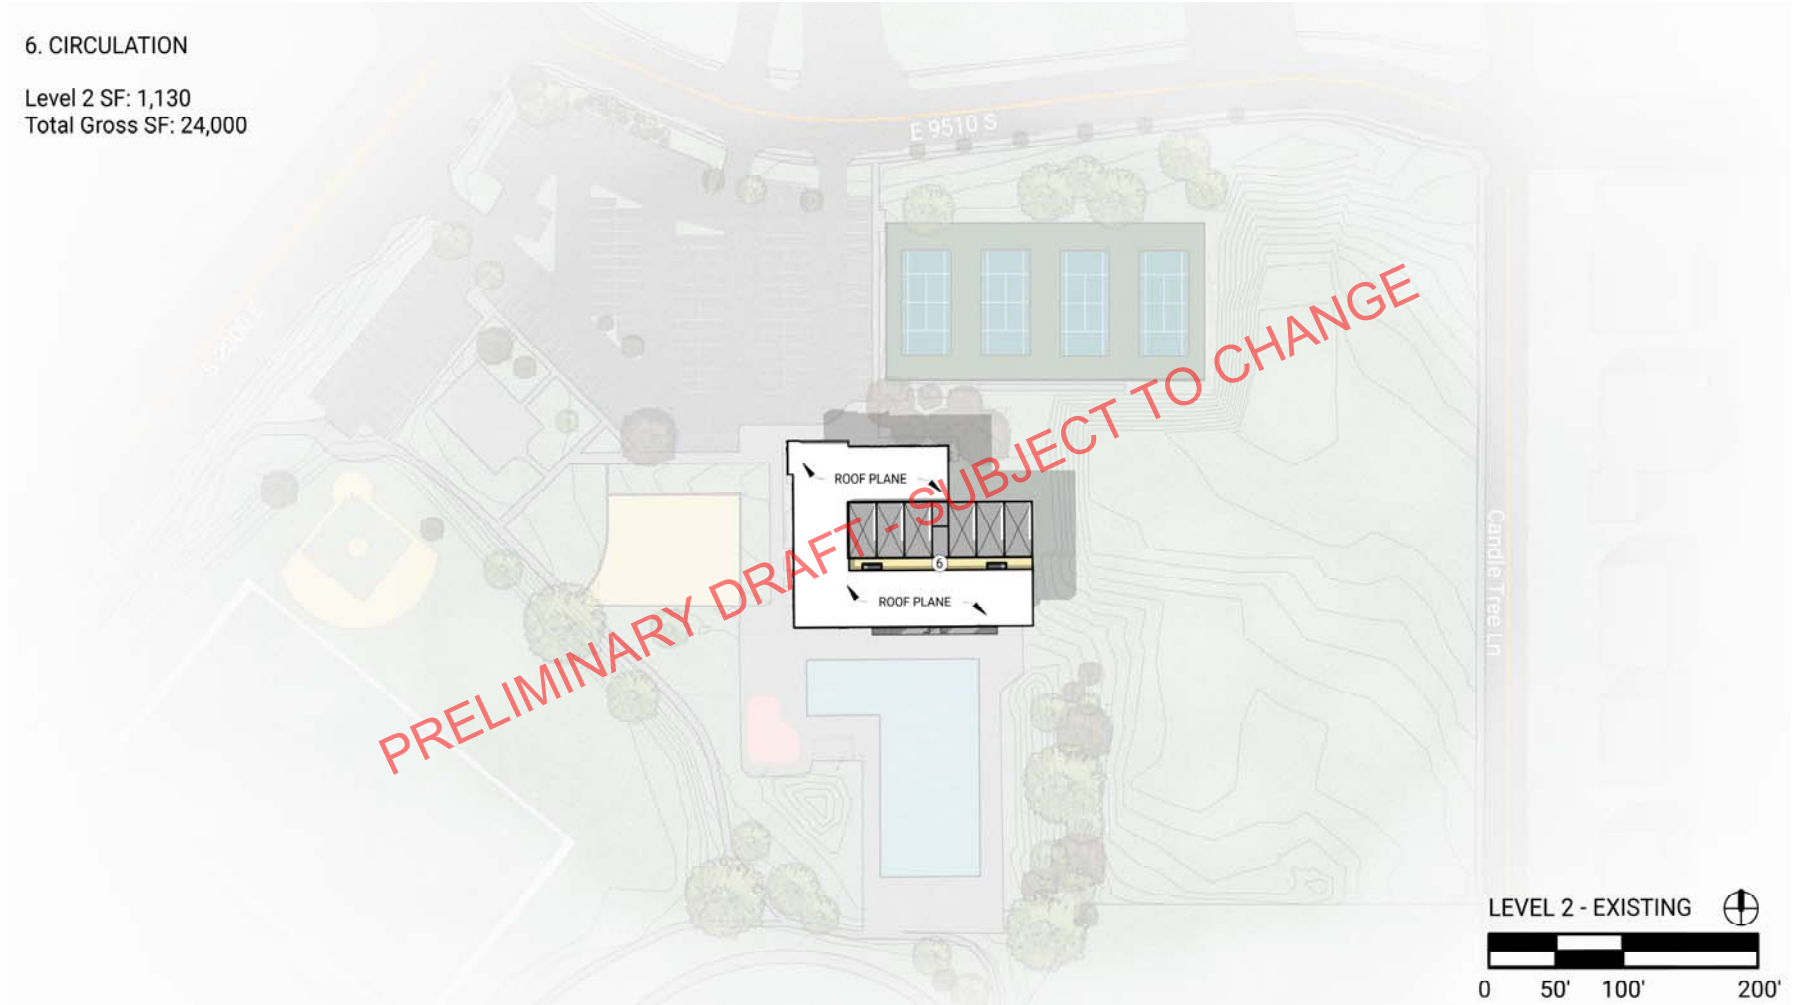 6. CIRCULATION
Level 2 SF: 1,130
Total Gross SF: 24,000
E 9510 S
ROOF PLANE
6
ROOF PLANE
PRELIMINARY DRAFT - SUBJECT TO CHANGE
Candle Tree Ln
LEVEL 2 - EXISTING
0 50' 100' 200'